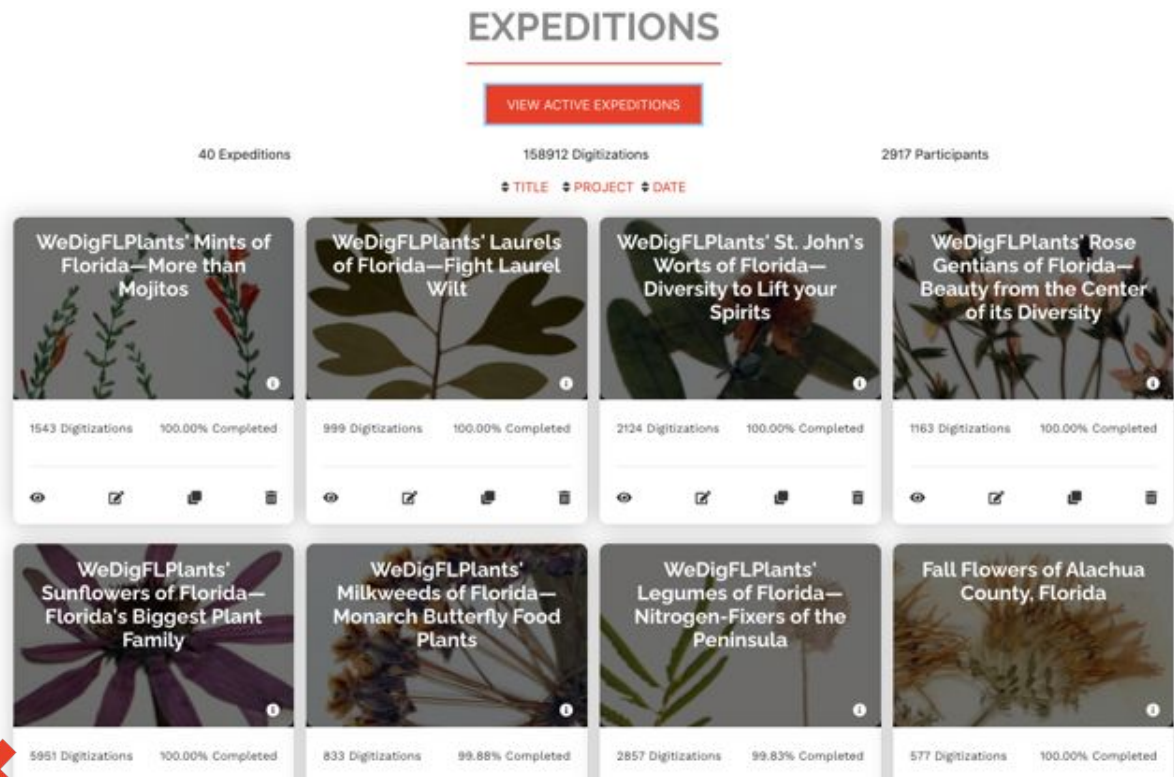 EXPEDITIONS
VIEW ACTIVE EXPEDITIONS
40 Expeditions 158912 Digitizations 2917 Participants
TITLE PROJECT DATE
WeDigFLPlants' Mints of
Florida—More than
Mojitos
WeDigFLPlants' Laurels
of Florida—Fight Laurel
Wilt
WeDigFLPlants' St. John's
Worts of Florida—
Diversity to Lift your
Spirits
WeDigFLPlants' Rose
Gentians of Florida—
Beauty from the Center
of its Diversity
1543 Digitizations 100.00% Completed
999 Digitizations 100.00% Completed
2124 Digitizations 100.00% Completed
1163 Digitizations 100.00% Completed
WeDigFLPlants'
Sunflowers of Florida—
Florida's Biggest Plant
Family
WeDigFLPlants'
Milkweeds of Florida—
Monarch Butterfly Food
Plants
WeDigFLPlants'
Legumes of Florida—
Nitrogen-Fixers of the
Peninsula
Fall Flowers of Alachua
County, Florida
5951 Digitizations 100.00% Completed
833 Digitizations 99.88% Completed
2857 Digitizations 99.83% Completed
577 Digitizations 100.00% Completed